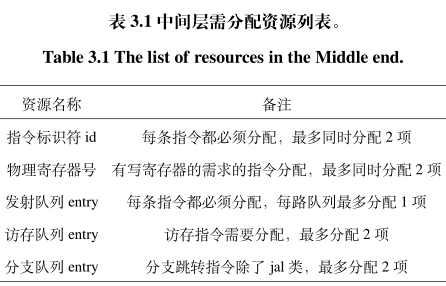 表 3.1 中间层需分配资源列表。
Table 3.1 The list of resources in the Middle end.
资源名称 备注
指令标识符 id 每条指令都必须分配，最多同时分配 2 项
物理寄存器号 有写寄存器的需求的指令分配，最多同时分配 2 项
发射队列 entry 每条指令都必须分配，每路队列最多分配 1 项
访存队列 entry 访存指令需要分配，最多分配 2 项
分支队列 entry 分支跳转指令除了 jal 类，最多分配 2 项